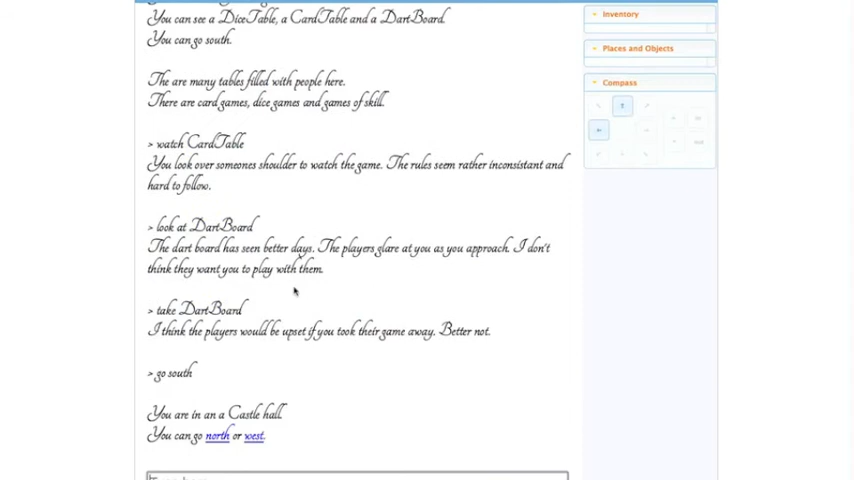 You can see a DiceTable, a CardTable and a DartBoard.
You can go south.
The are many tables filled with people here.
There are card games, dice games and games of skill.
> watch CardTable
You look over someones shoulder to watch the game. The rules seem rather inconsistant and
hard to follow.
> look at DartBoard
The dart board has seen better days. The players glare at you as you approach. I don't
think they want you to play with them.
> take DartBoard
I think the players would be upset if you took their game away. Better not.
> go south
You are in an a Castle hall.
You can go north or west.
Inventory
Places and Objects
Compass